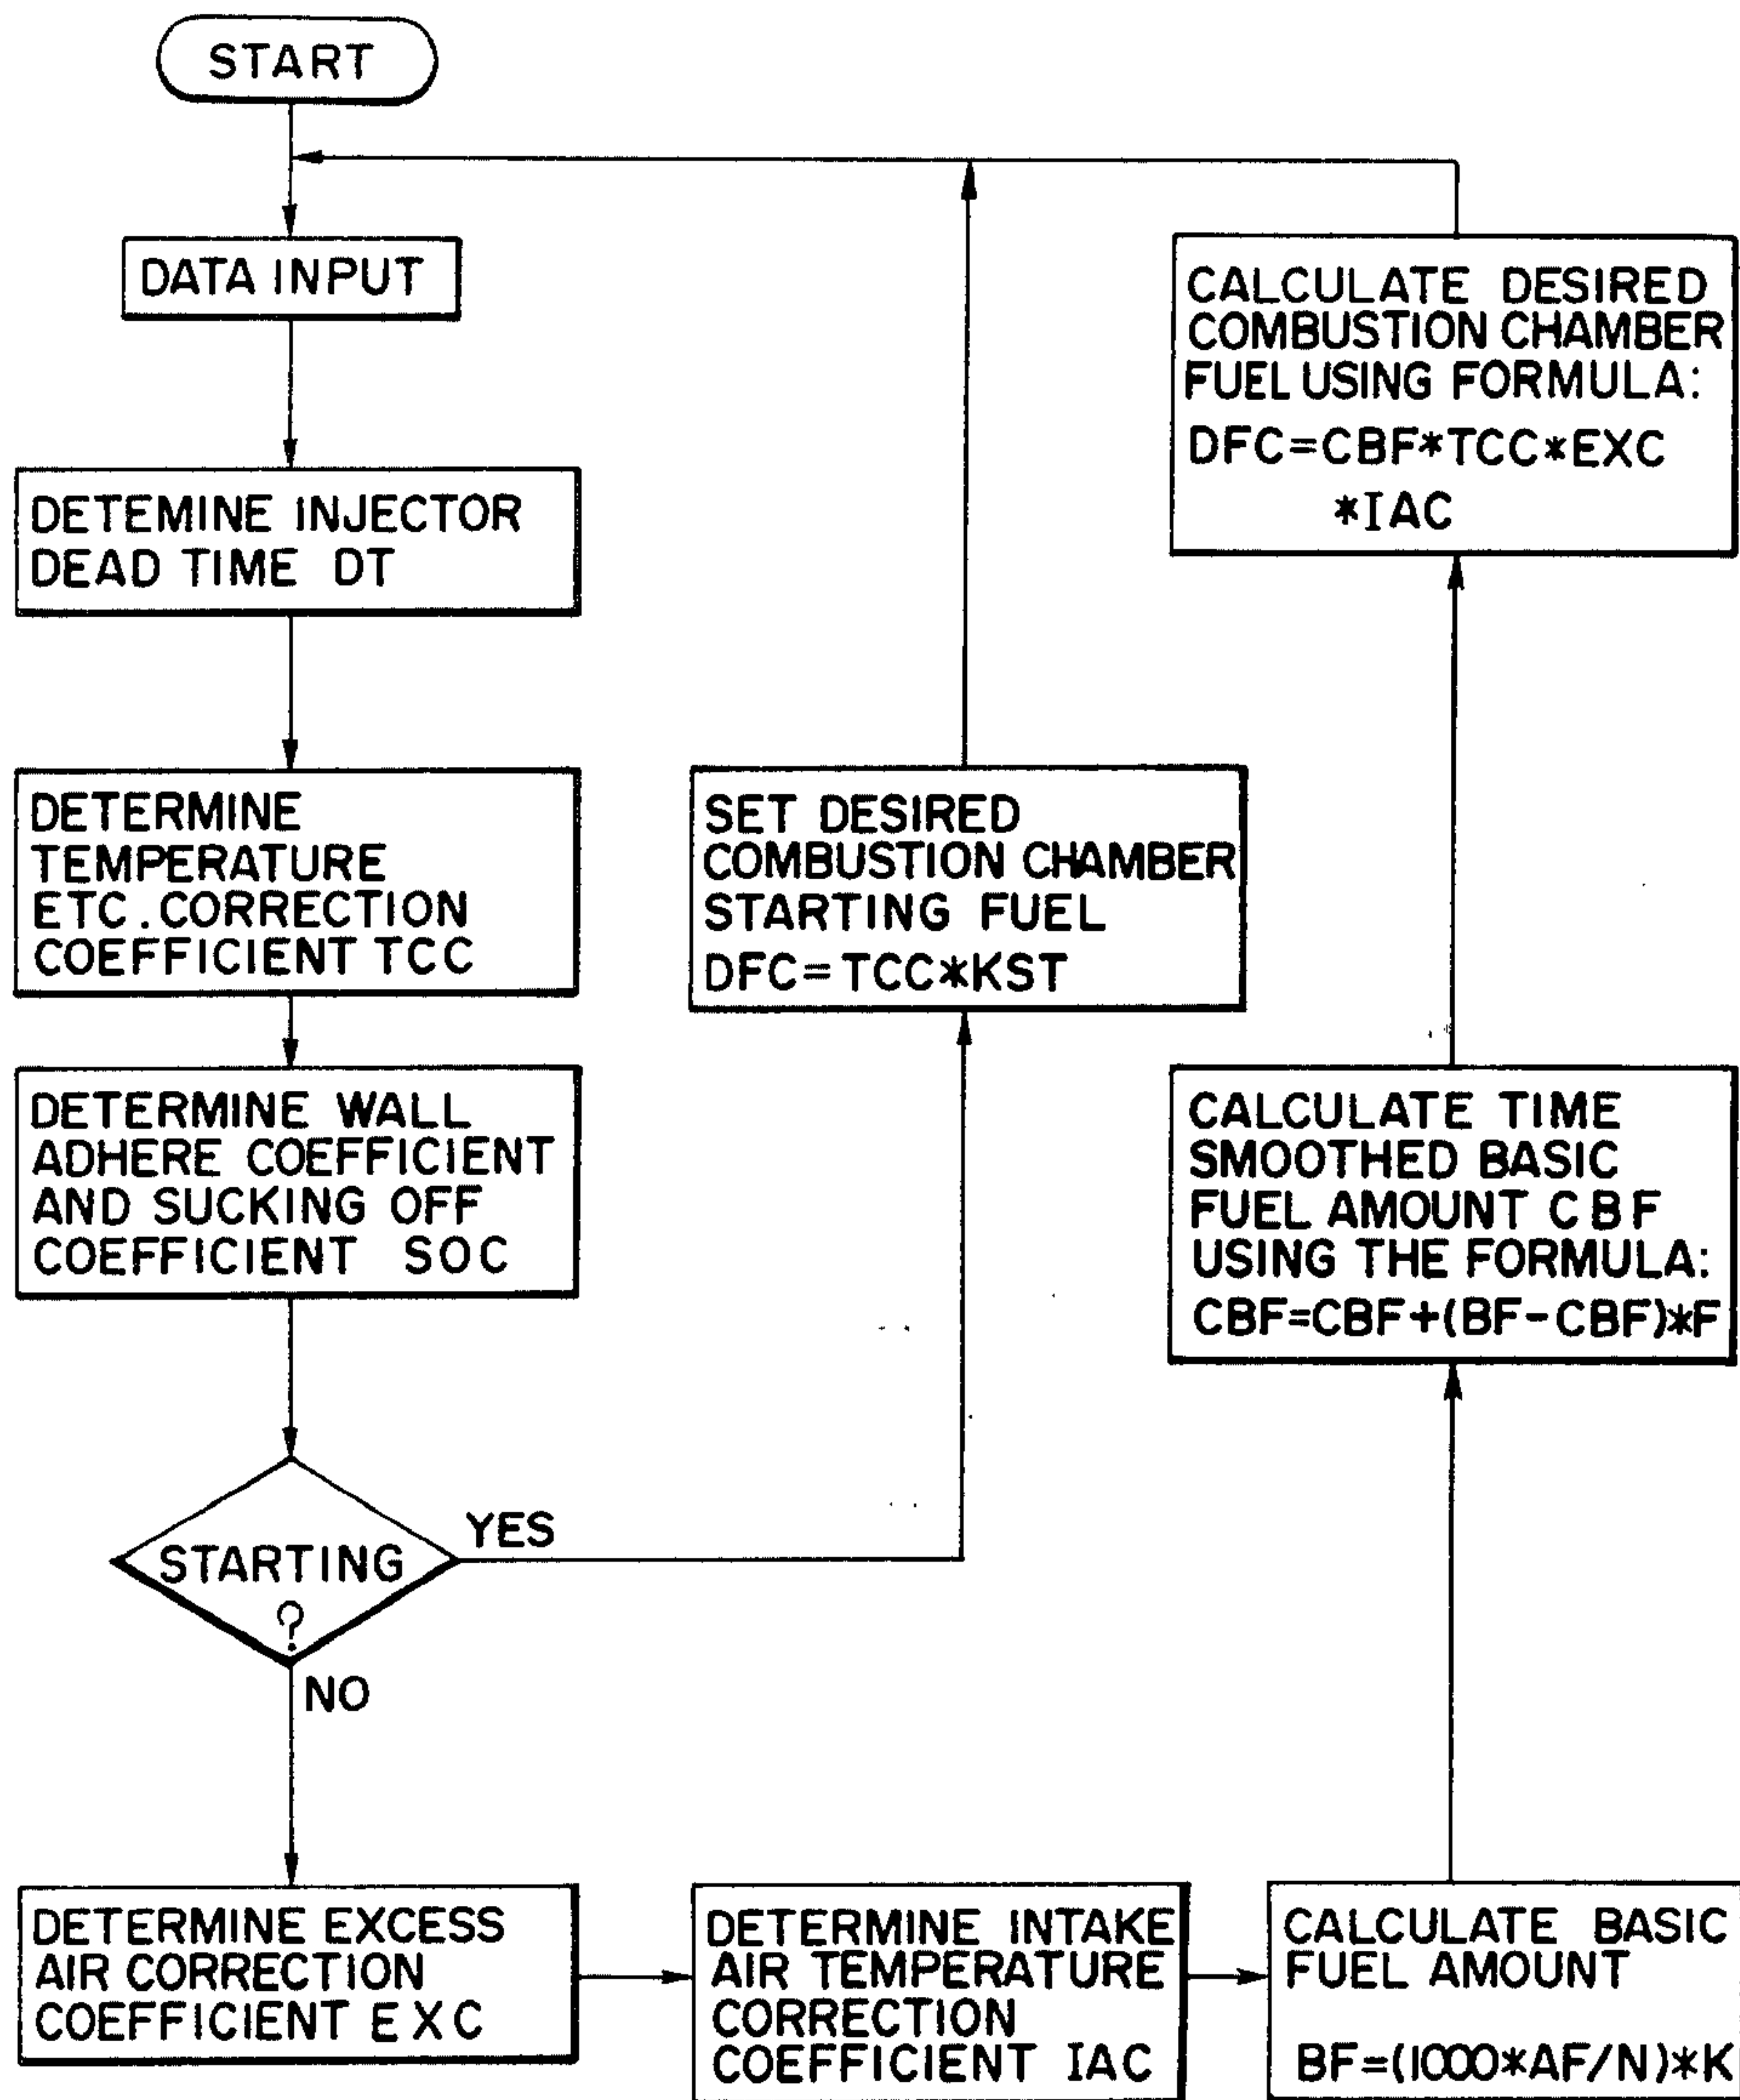 START
DATA INPUT
DETEMINE INJECTOR
DEAD TIME DT
DETERMINE
TEMPERATURE
ETC. CORRECTION
COEFFICIENT TCC
DETERMINE WALL
ADHERE COEFFICIENT
AND SUCKING OFF
COEFFICIENT SOC
STARTING
?
YES
NO
SET DESIRED
COMBUSTION CHAMBER
STARTING FUEL
DFC=TCC*KST
DETERMINE EXCESS
AIR CORRECTION
COEFFICIENT EXC
DETERMINE INTAKE
AIR TEMPERATURE
CORRECTION
COEFFICIENT IAC
CALCULATE BASIC
FUEL AMOUNT
BF=(1000*AF/N)*K
CALCULATE TIME
SMOOTHED BASIC
FUEL AMOUNT CBF
USING THE FORMULA:
CBF=CBF+(BF-CBF)*F
CALCULATE DESIRED
COMBUSTION CHAMBER
FUEL USING FORMULA:
DFC=CBF*TCC*EXC
*IAC